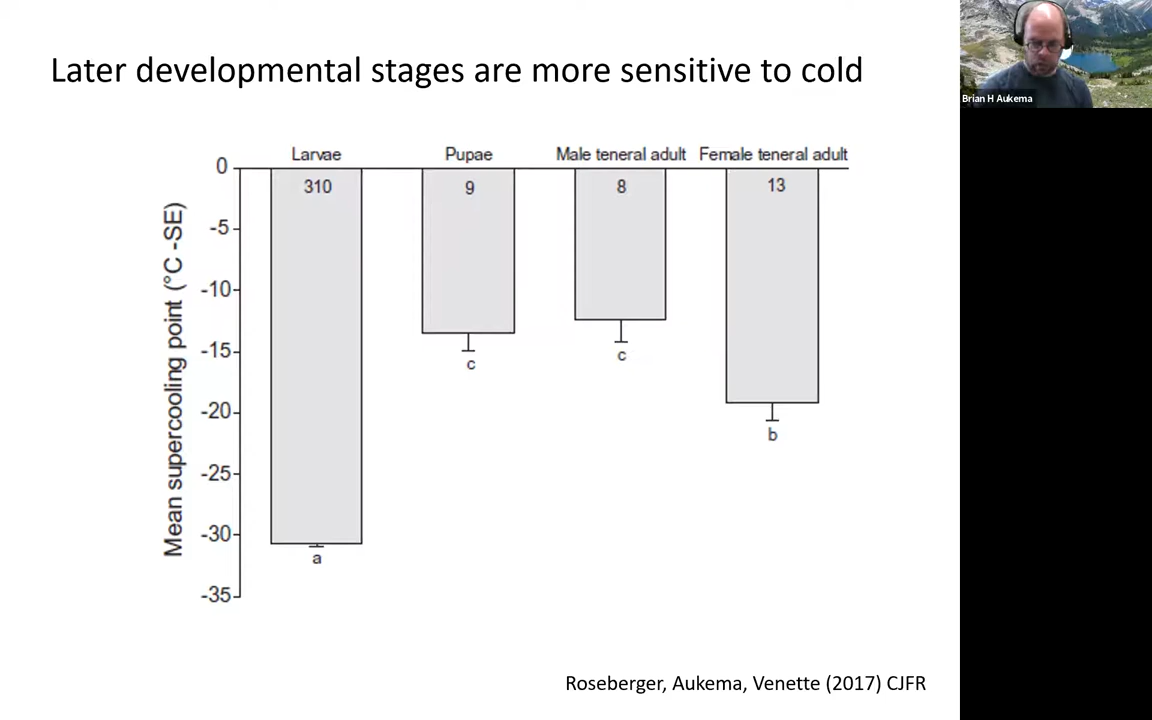 Later developmental stages are more sensitive to cold
Brian H Aukema
Larvae Pupae Male teneral adult Female teneral adult
310 9 8 13
0
-5
-10
-15
-20
-25
-30
-35
Mean supercooling point (°C -SE)
a
c
c
b
Roseberger, Aukema, Venette (2017) CJFR